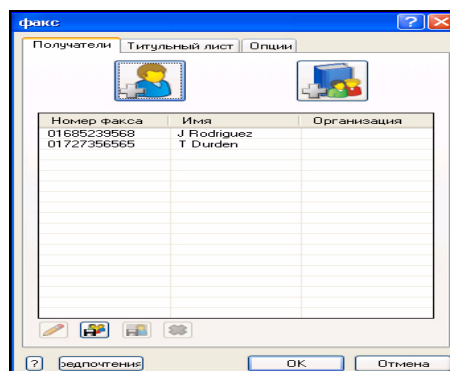 факс
Получатели Титульный лист Опции
Номер факса Имя Организация
01685239568 J Rodriguez
01727356565 T Durden
? редпочтения OK Отмена